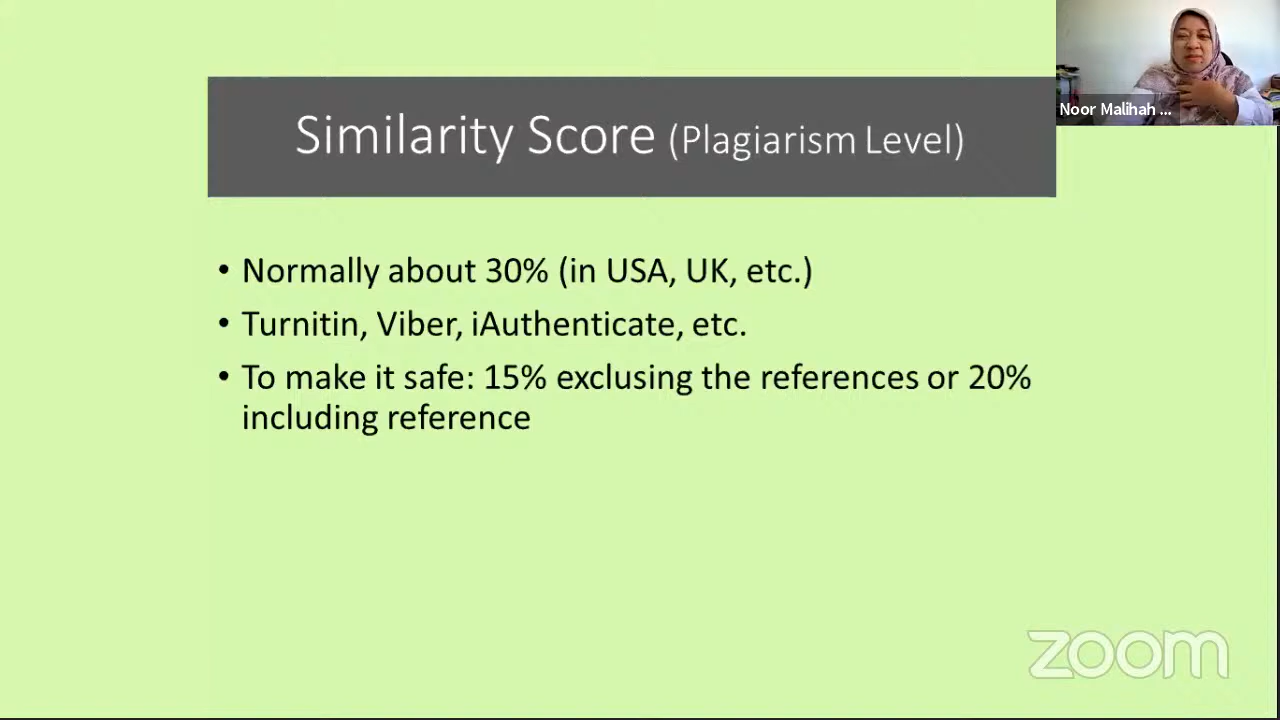 Noor Malihah ...
Similarity Score (Plagiarism Level)
• Normally about 30% (in USA, UK, etc.)
• Turnitin, Viber, iAuthenticate, etc.
• To make it safe: 15% exclusing the references or 20%
including reference
zoom